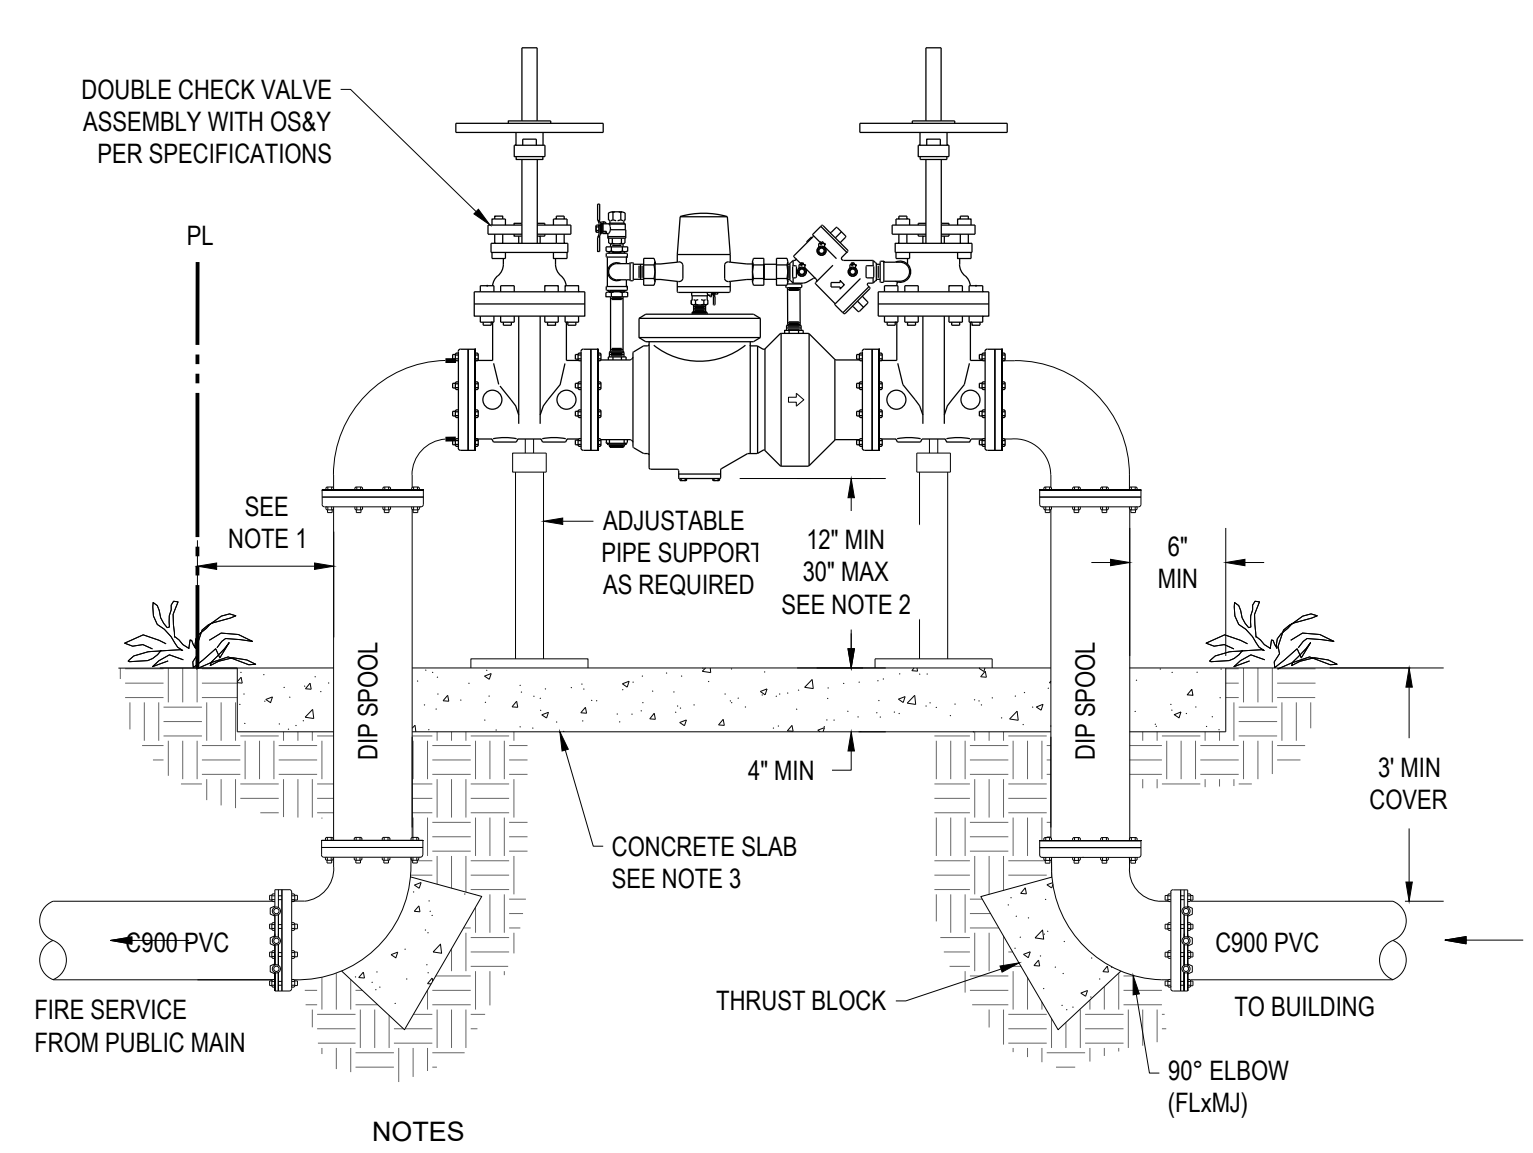 DOUBLE CHECK VALVE
ASSEMBLY WITH OS&Y
PER SPECIFICATIONS
PL
SEE
NOTE 1
ADJUSTABLE
PIPE SUPPORT
AS REQUIRED
12" MIN
30" MAX
SEE NOTE 2
6"
MIN
DIP SPOOL
DIP SPOOL
4" MIN
3' MIN
COVER
CONCRETE SLAB
SEE NOTE 3
C900 PVC
C900 PVC
FIRE SERVICE
FROM PUBLIC MAIN
THRUST BLOCK
TO BUILDING
90° ELBOW
(FLxMJ)
NOTES